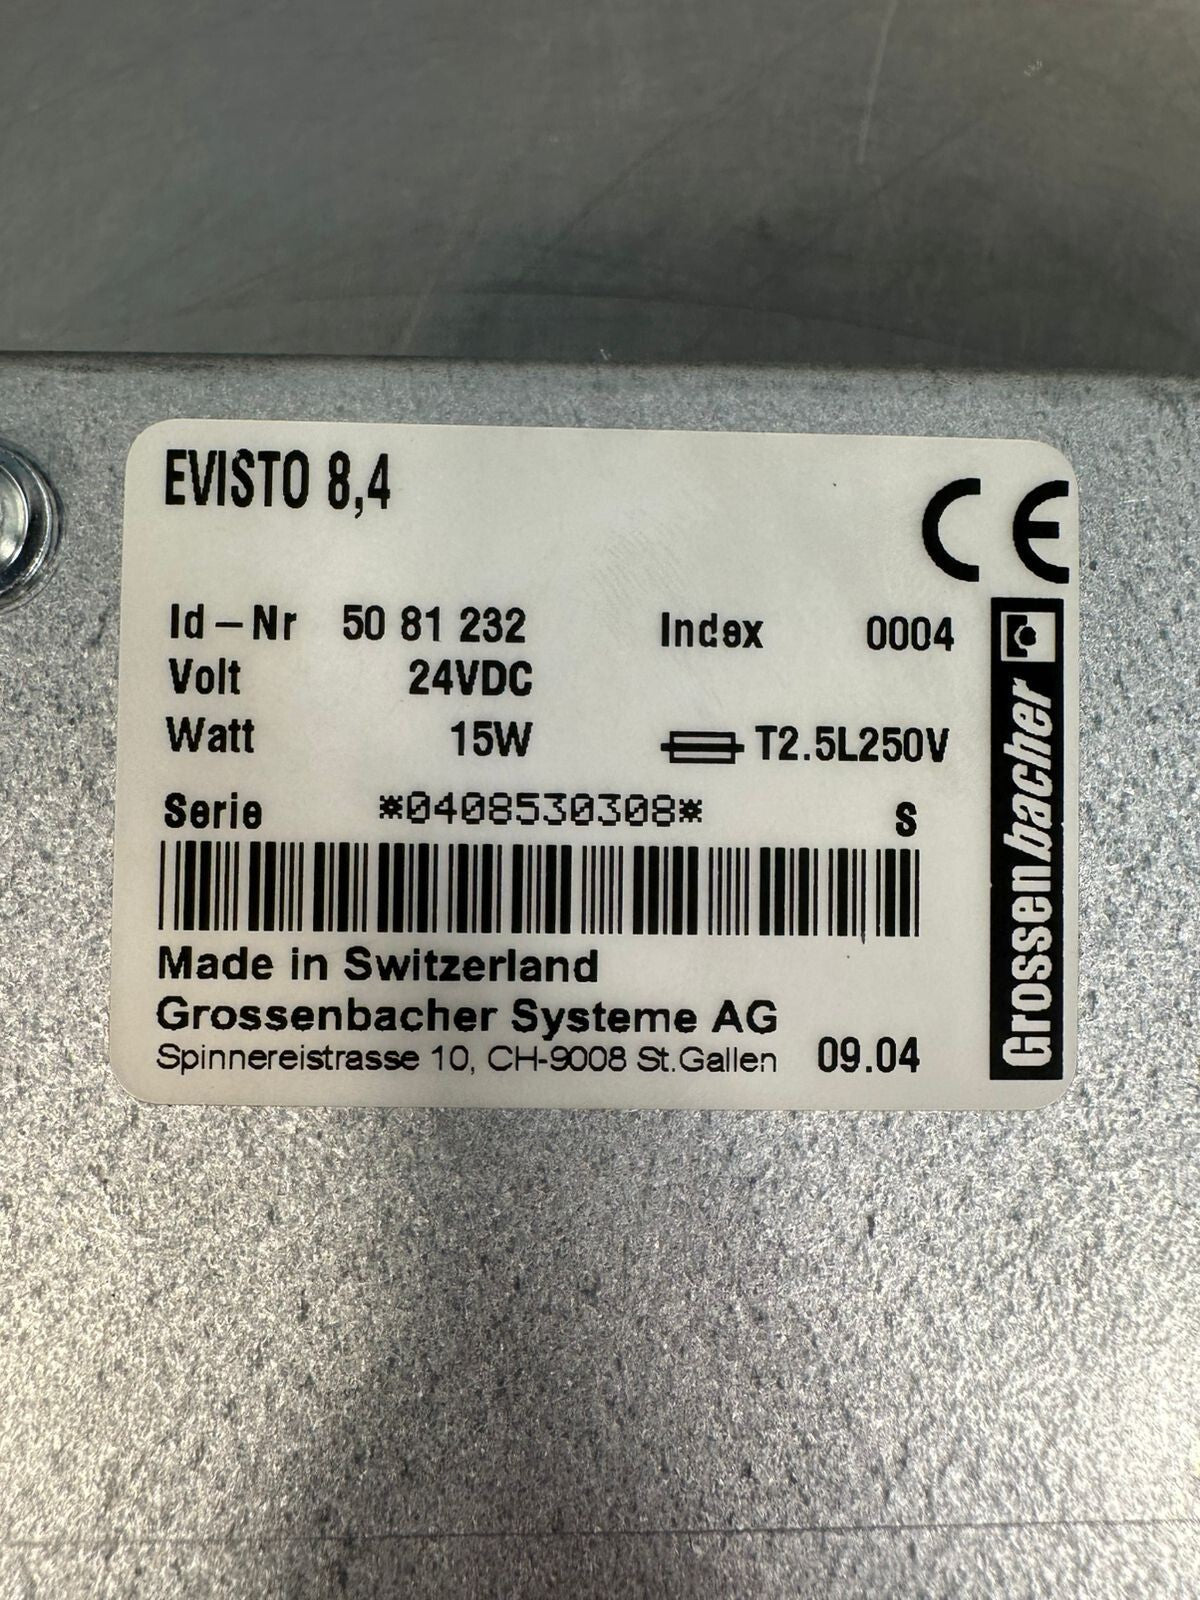 EVISTO 8,4
CE
Id-Nr 50 81 232 Index 0004
Volt 24VDC
Watt 15W T2.5L250V
Serie *0408530308* S
Made in Switzerland
Grossenbacher Systeme AG
Spinnereistrasse 10, CH-9008 St.Gallen 09.04
Grossenbacher